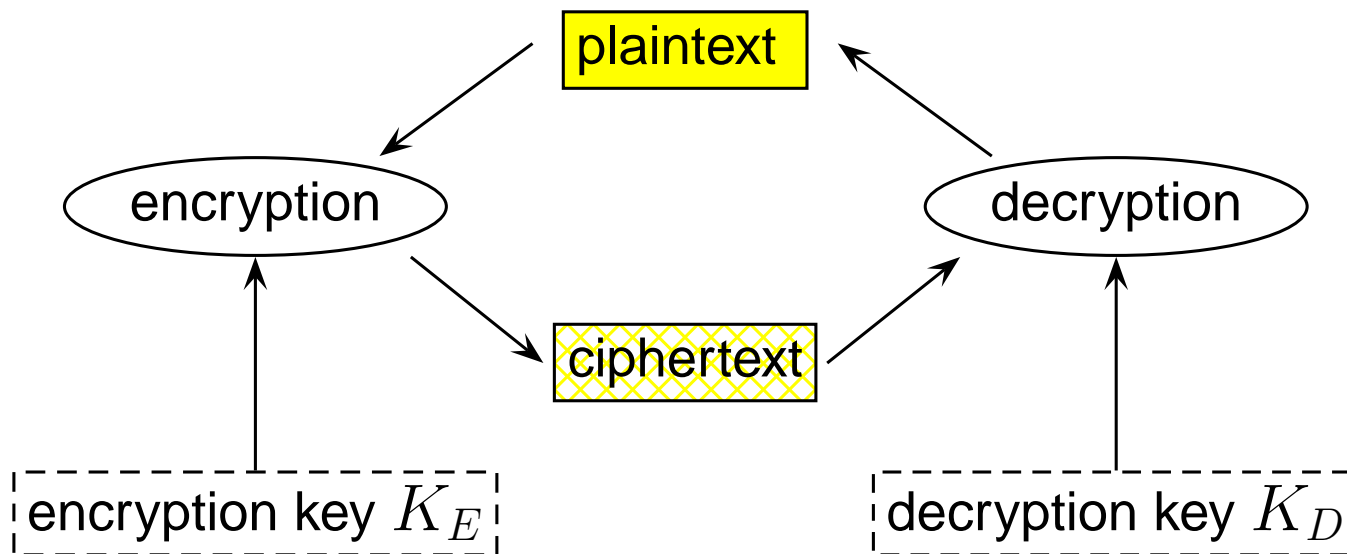 plaintext
encryption
decryption
ciphertext
encryption key $K_E$
decryption key $K_D$